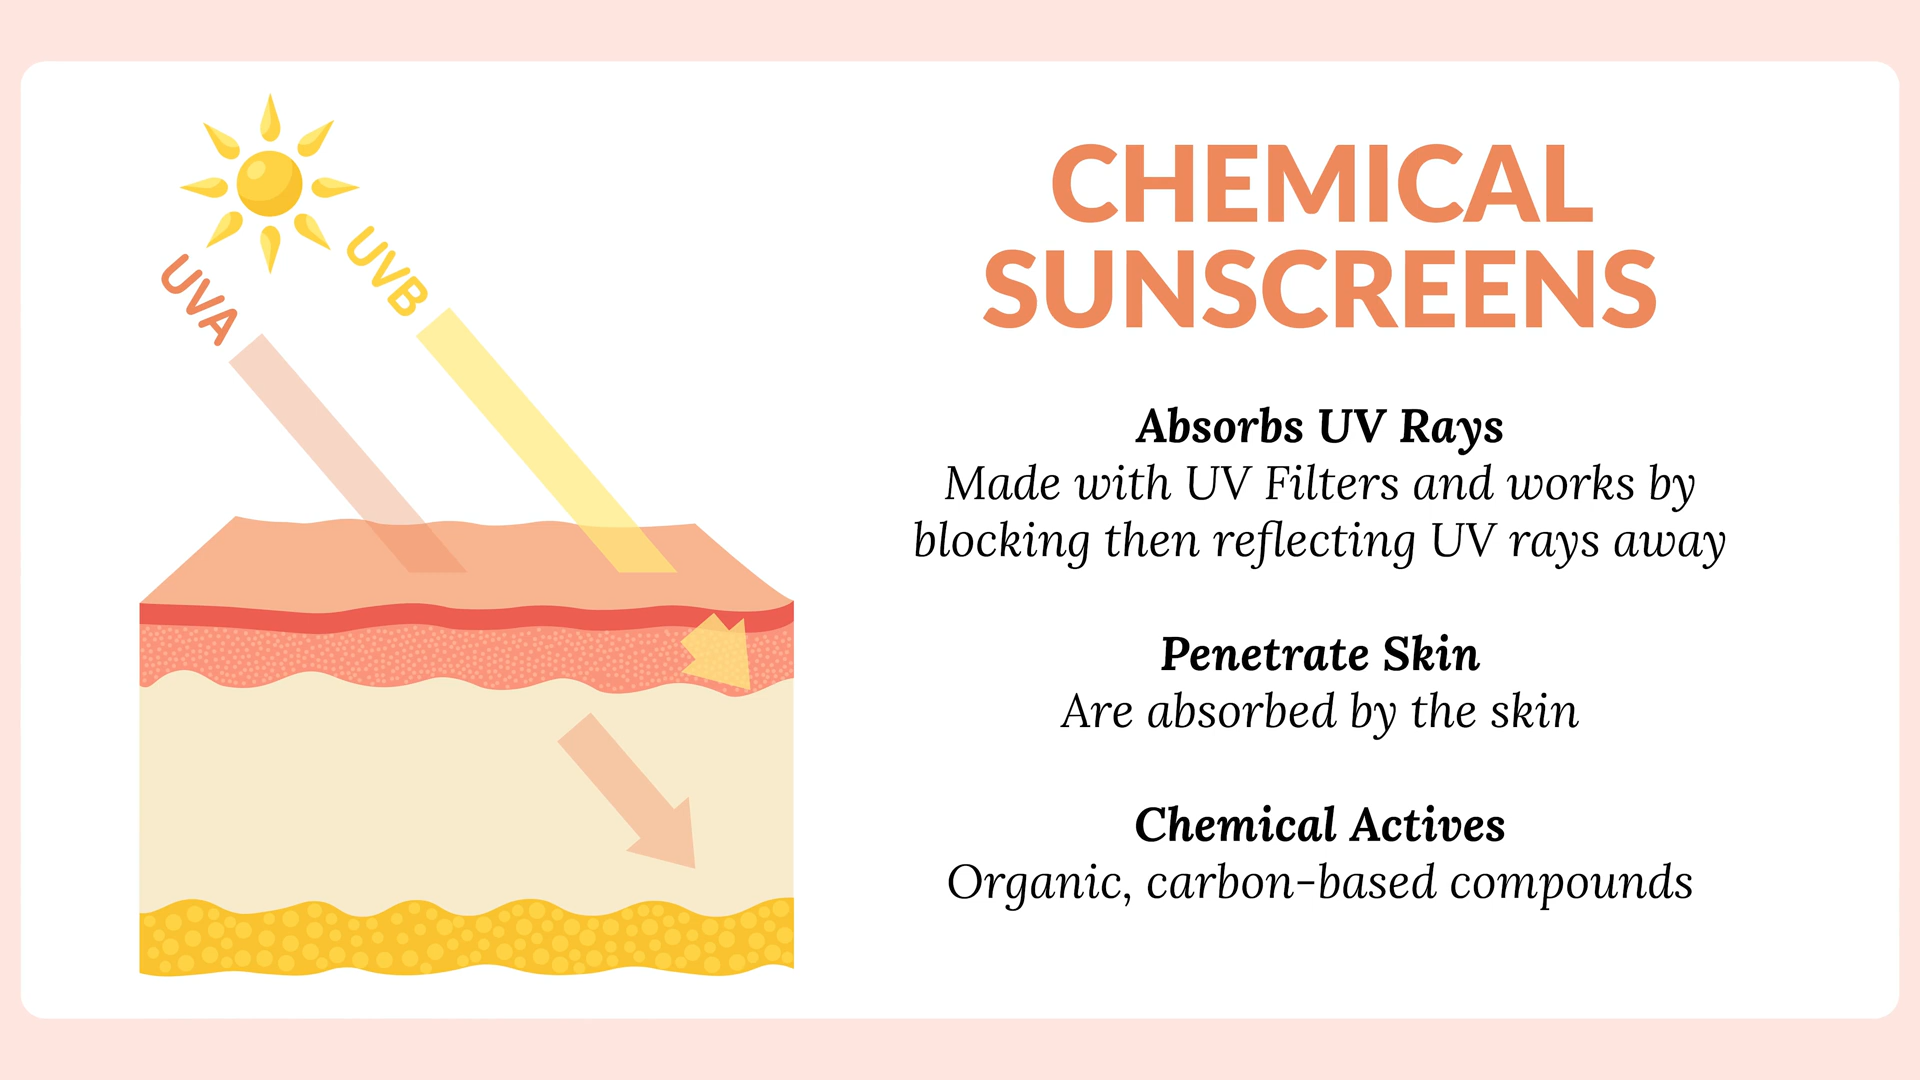 UVA
UVB
CHEMICAL
SUNSCREENS
Absorbs UV Rays
Made with UV Filters and works by
blocking then reflecting UV rays away
Penetrate Skin
Are absorbed by the skin
Chemical Actives
Organic, carbon-based compounds